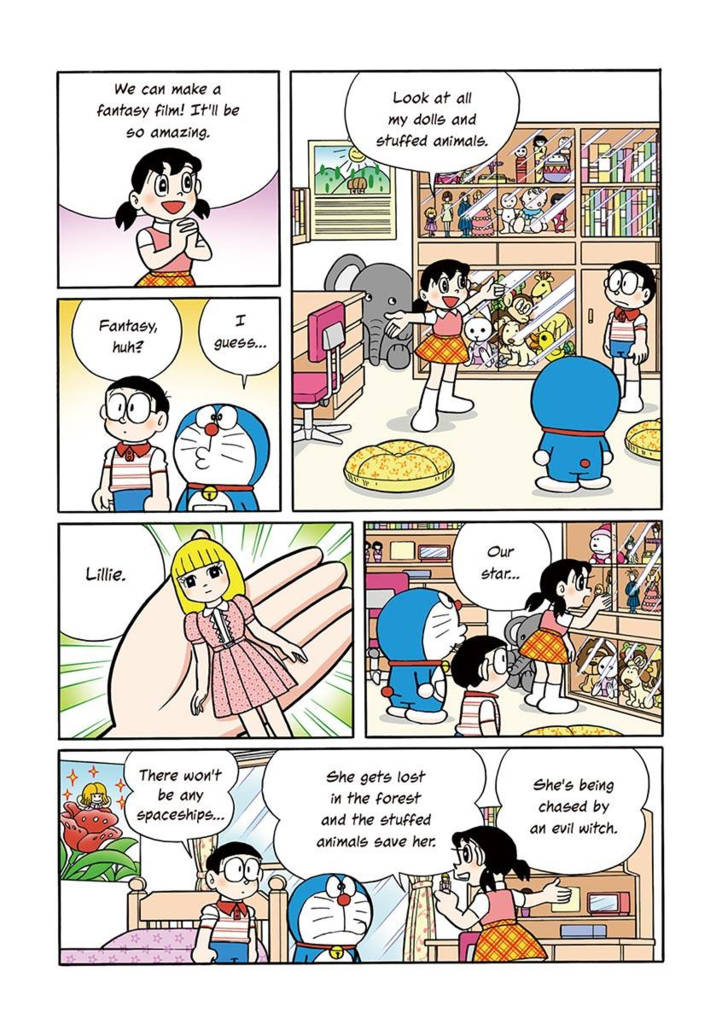 Look at all
my dolls and
stuffed animals.
We can make a
fantasy film! It'll be
so amazing.
I
guess...
Fantasy,
huh?
Our
star...
Lillie.
She's being
chased by
an evil witch.
She gets lost
in the forest
and the stuffed
animals save her.
There won't
be any
spaceships...